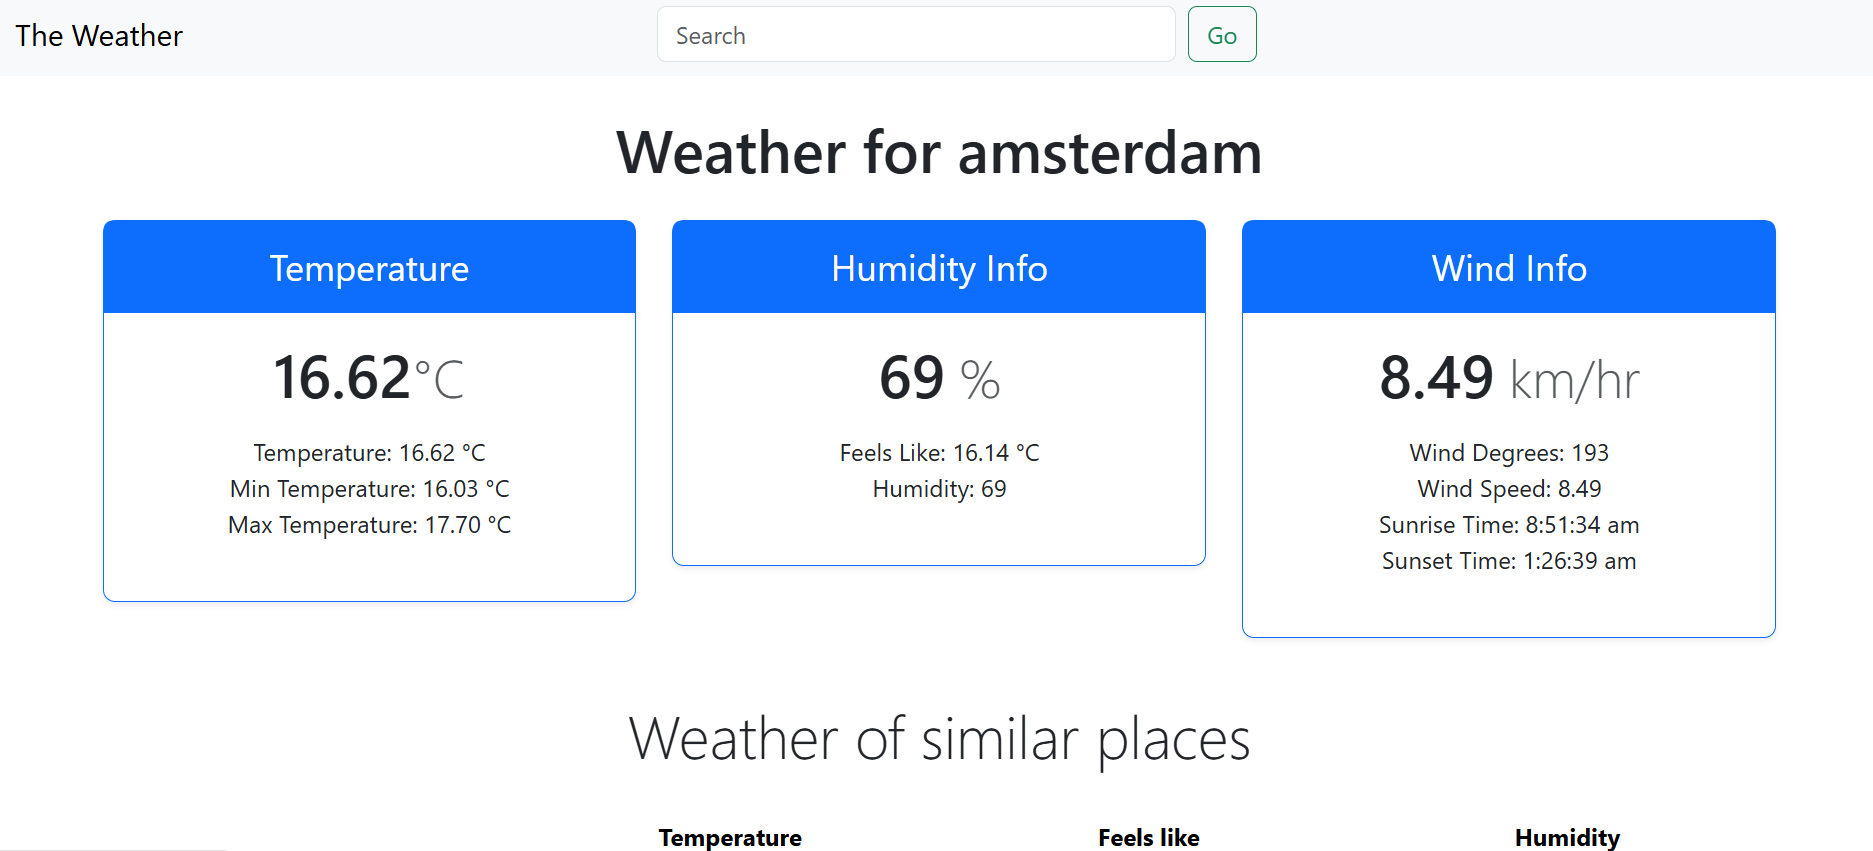 The Weather
Search
Go
Weather for amsterdam
Temperature
16.62°C
Temperature: 16.62 °C
Min Temperature: 16.03 °C
Max Temperature: 17.70 °C
Humidity Info
69 %
Feels Like: 16.14 °C
Humidity: 69
Wind Info
8.49 km/hr
Wind Degrees: 193
Wind Speed: 8.49
Sunrise Time: 8:51:34 am
Sunset Time: 1:26:39 am
Weather of similar places
Temperature Feels like Humidity